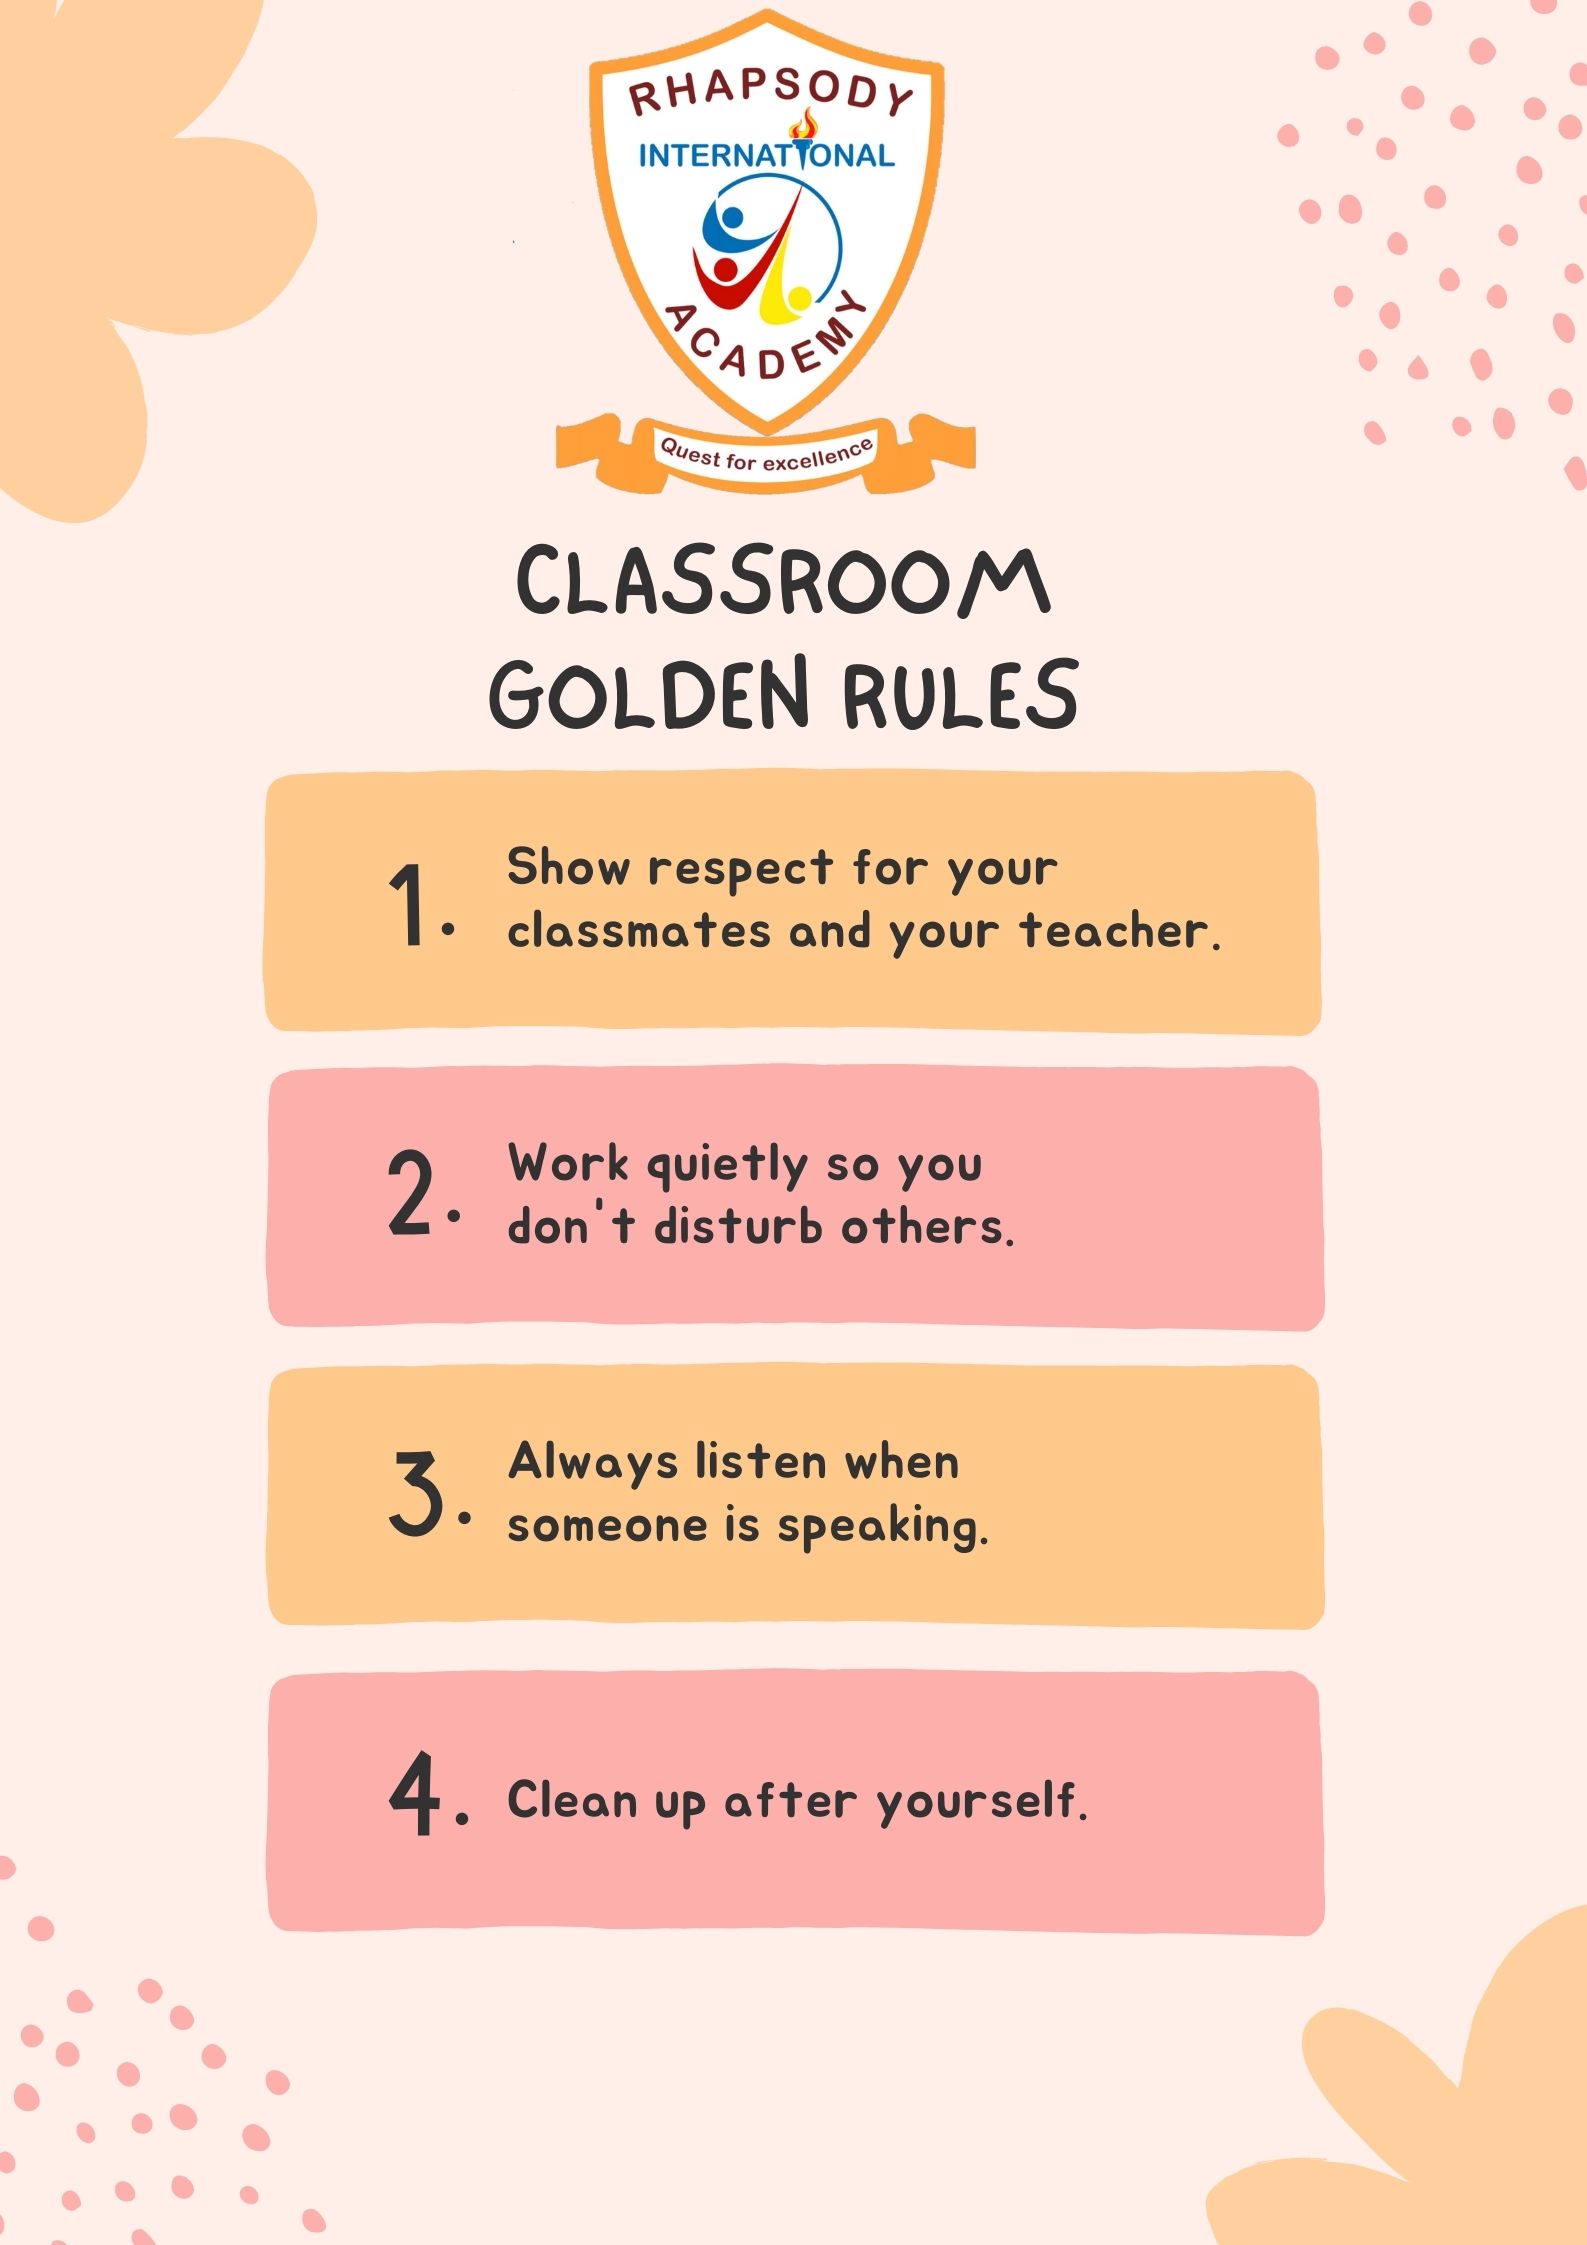 RHAPSODY
INTERNATIONAL
ACADEMY
Quest for excellence
CLASSROOM
GOLDEN RULES
1. Show respect for your
classmates and your teacher.
2. Work quietly so you
don't disturb others.
3. Always listen when
someone is speaking.
4. Clean up after yourself.